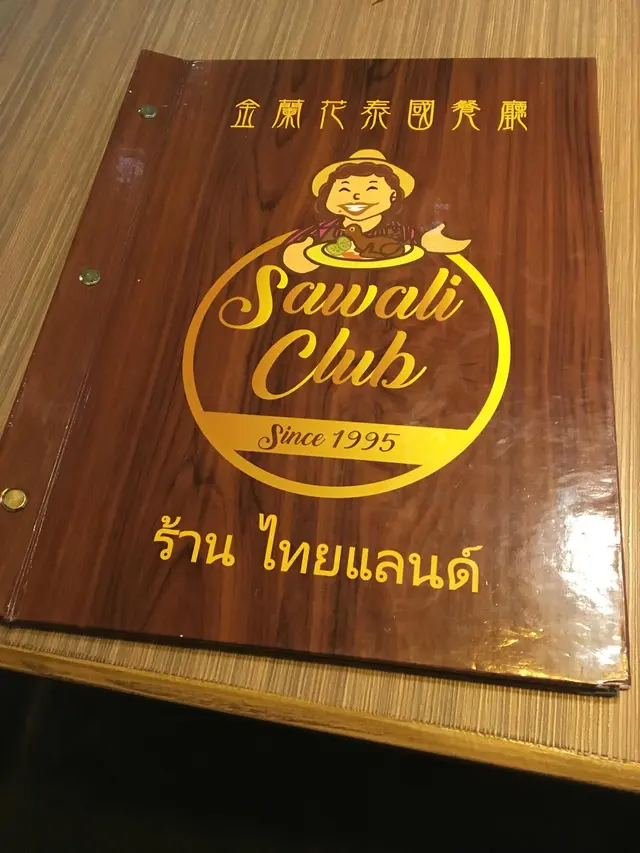 金蘭花泰國餐廳
Sawali
Club
Since 1995
ร้าน ไทยแลนด์